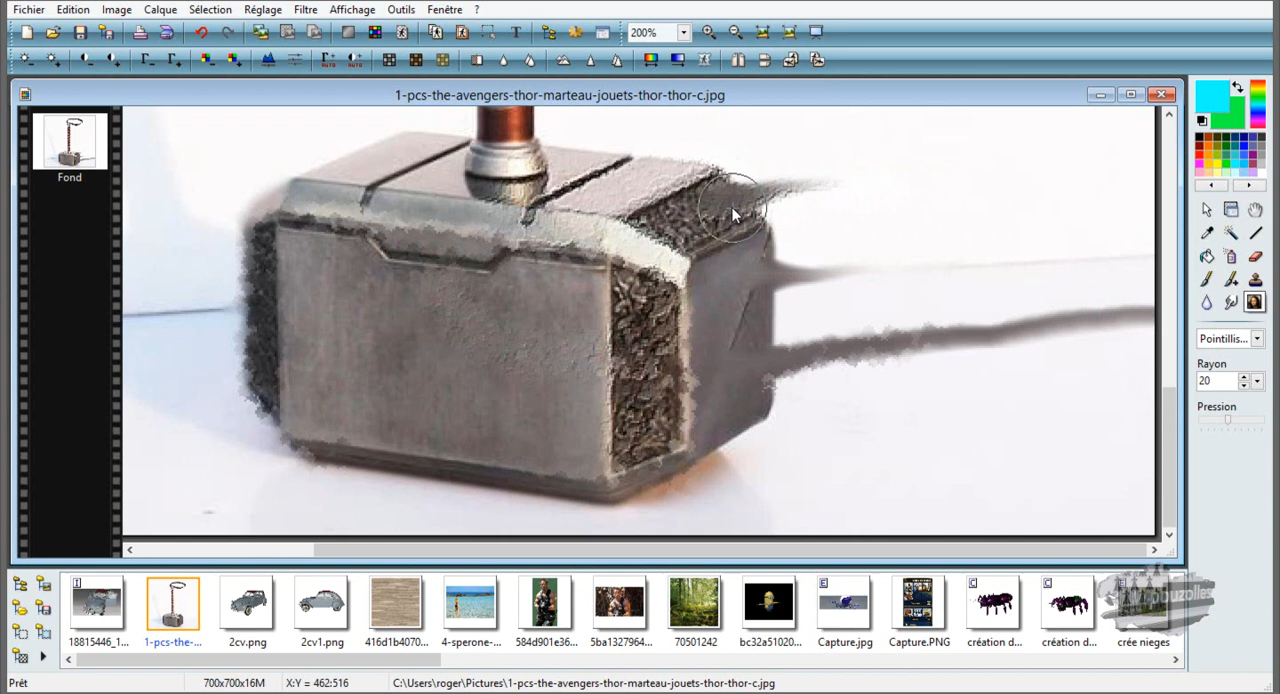 Fichier Edition Image Calque Sélection Réglage Filtre Affichage Outils Fenêtre ?
200%
1-pcs-the-avengers-thor-marteau-jouets-thor-thor-c.jpg
Fond
Pointillis...
Rayon
20
Pression
18815446_1... 1-pcs-the-... 2cv.png 2cv1.png 416d1b4070... 4-sperone-... 584d901e36... 5ba1327964... 70501242 bc32a51020... Capture.jpg Capture.PNG création d... création d... crée nieges
Prêt 700x700x16M X:Y = 462:516 C:\Users\roger\Pictures\1-pcs-the-avengers-thor-marteau-jouets-thor-thor-c.jpg